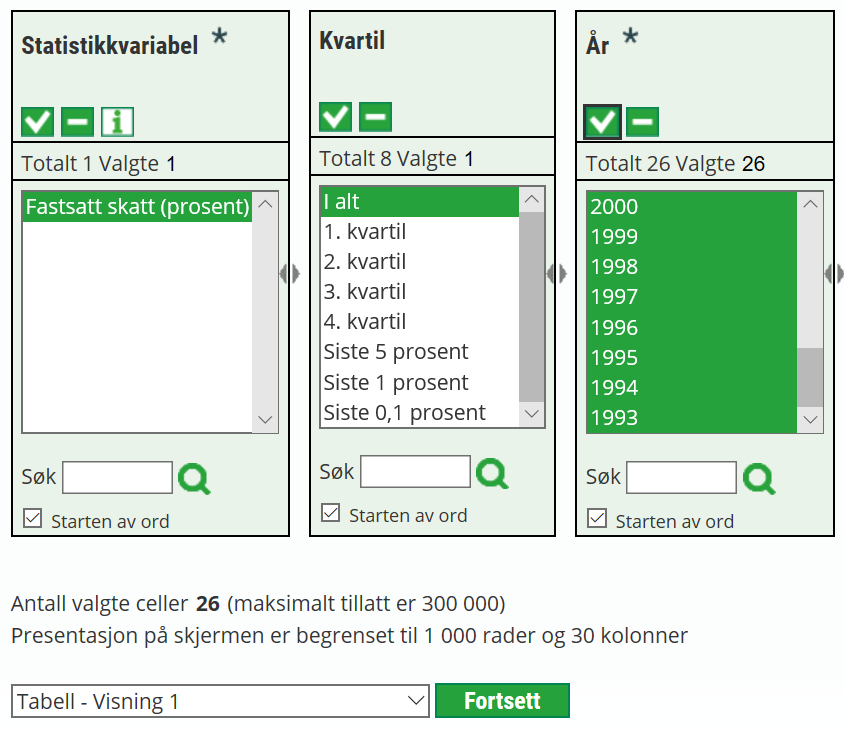 Statistikkvariabel *
Totalt 1 Valgte 1
Fastsatt skatt (prosent)
Søk
Starten av ord
Kvartil
Totalt 8 Valgte 1
I alt
1. kvartil
2. kvartil
3. kvartil
4. kvartil
Siste 5 prosent
Siste 1 prosent
Siste 0,1 prosent
Søk
Starten av ord
År *
Totalt 26 Valgte 26
2000
1999
1998
1997
1996
1995
1994
1993
Søk
Starten av ord
Antall valgte celler 26 (maksimalt tillatt er 300 000)
Presentasjon på skjermen er begrenset til 1 000 rader og 30 kolonner
Tabell - Visning 1
Fortsett